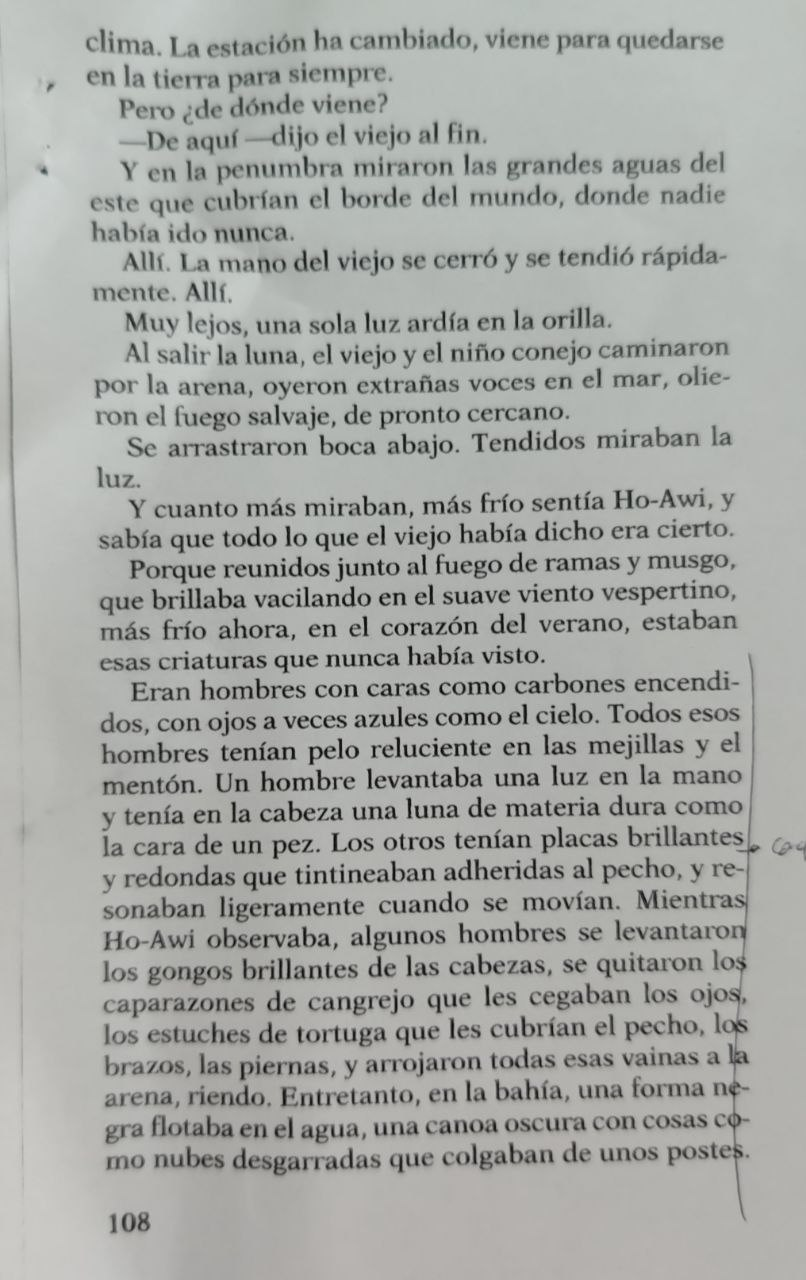 clima. La estación ha cambiado, viene para quedarse
en la tierra para siempre.
Pero ¿de dónde viene?
—De aquí —dijo el viejo al fin.
Y en la penumbra miraron las grandes aguas del
este que cubrían el borde del mundo, donde nadie
había ido nunca.
Allí. La mano del viejo se cerró y se tendió rápida-
mente. Allí.
Muy lejos, una sola luz ardía en la orilla.
Al salir la luna, el viejo y el niño conejo caminaron
por la arena, oyeron extrañas voces en el mar, olie-
ron el fuego salvaje, de pronto cercano.
Se arrastraron boca abajo. Tendidos miraban la
luz.
Y cuanto más miraban, más frío sentía Ho-Awi, y
sabía que todo lo que el viejo había dicho era cierto.
Porque reunidos junto al fuego de ramas y musgo,
que brillaba vacilando en el suave viento vespertino,
más frío ahora, en el corazón del verano, estaban
esas criaturas que nunca había visto.
Eran hombres con caras como carbones encendi-
dos, con ojos a veces azules como el cielo. Todos esos
hombres tenían pelo reluciente en las mejillas y el
mentón. Un hombre levantaba una luz en la mano
y tenía en la cabeza una luna de materia dura como
la cara de un pez. Los otros tenían placas brillantes
y redondas que tintineaban adheridas al pecho, y re-
sonaban ligeramente cuando se movían. Mientras
Ho-Awi observaba, algunos hombres se levantaron
los gongos brillantes de las cabezas, se quitaron los
caparazones de cangrejo que les cegaban los ojos,
los estuches de tortuga que les cubrían el pecho, los
brazos, las piernas, y arrojaron todas esas vainas a la
arena, riendo. Entretanto, en la bahía, una forma ne-
gra flotaba en el agua, una canoa oscura con cosas co-
mo nubes desgarradas que colgaban de unos postes.
108